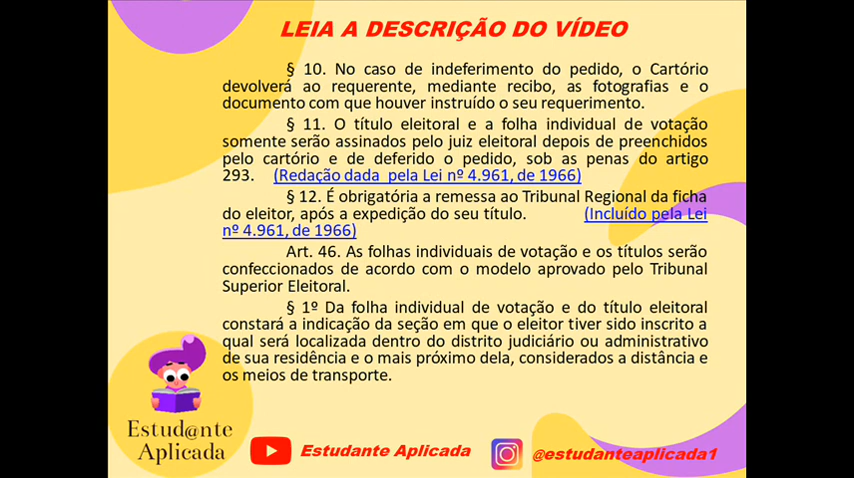 LEIA A DESCRIÇÃO DO VÍDEO
§ 10. No caso de indeferimento do pedido, o Cartório
devolverá ao requerente, mediante recibo, as fotografias e o
documento com que houver instruído o seu requerimento.
§ 11. O título eleitoral e a folha individual de votação
somente serão assinados pelo juiz eleitoral depois de preenchidos
pelo cartório e de deferido o pedido, sob as penas do artigo
293. (Redação dada pela Lei nº 4.961, de 1966)
§ 12. É obrigatória a remessa ao Tribunal Regional da ficha
do eleitor, após a expedição do seu título. (Incluído pela Lei
nº 4.961, de 1966)
Art. 46. As folhas individuais de votação e os títulos serão
confeccionados de acordo com o modelo aprovado pelo Tribunal
Superior Eleitoral.
§ 1º Da folha individual de votação e do título eleitoral
constará a indicação da seção em que o eleitor tiver sido inscrito a
qual será localizada dentro do distrito judiciário ou administrativo
de sua residência e o mais próximo dela, considerados a distância e
os meios de transporte.
Estud@nte
Aplicada
Estudante Aplicada
@estudanteaplicada1